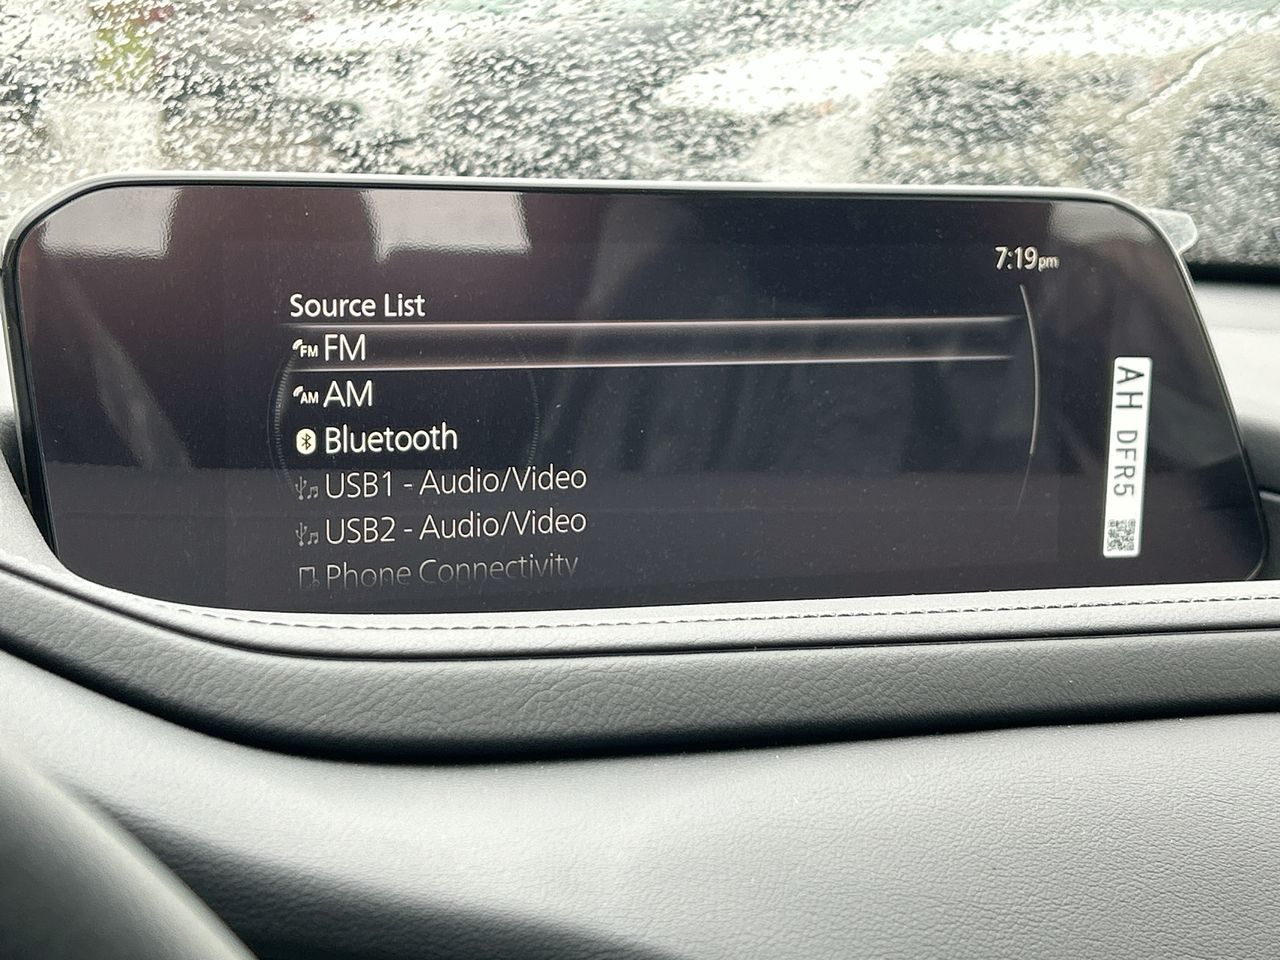 7:19pm
Source List
FM FM
AM AM
Bluetooth
USB1 - Audio/Video
USB2 - Audio/Video
Phone Connectivity
AH DFR5